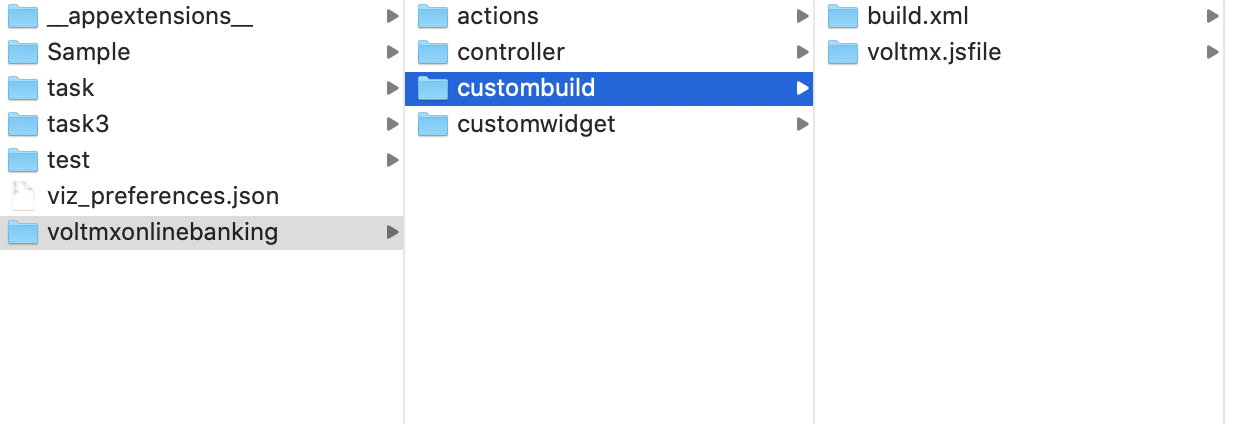 __appextensions__
Sample
task
task3
test
viz_preferences.json
voltmxonlinebanking
actions
controller
custombuild
customwidget
build.xml
voltmx.jsfile